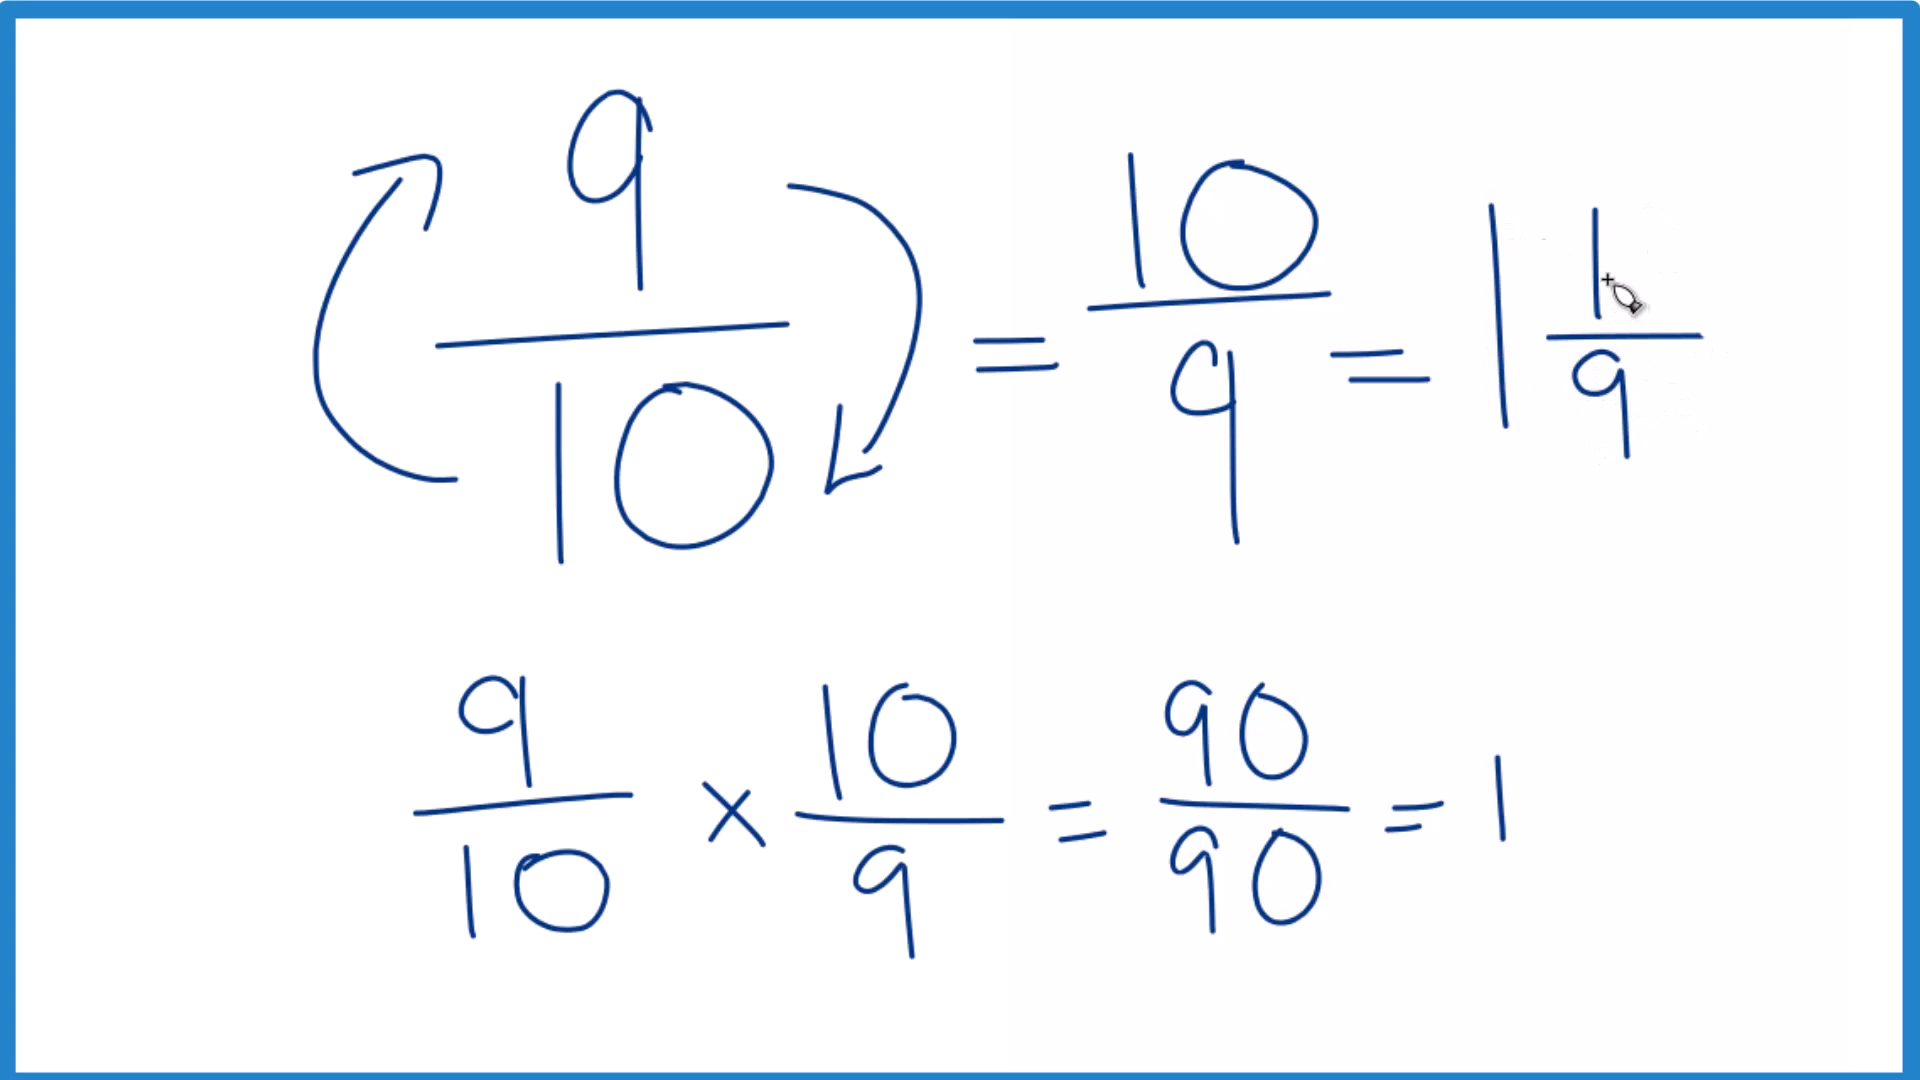 9/10 = 10/9 = 1 1/9
9/10 × 10/9 = 90/90 = 1